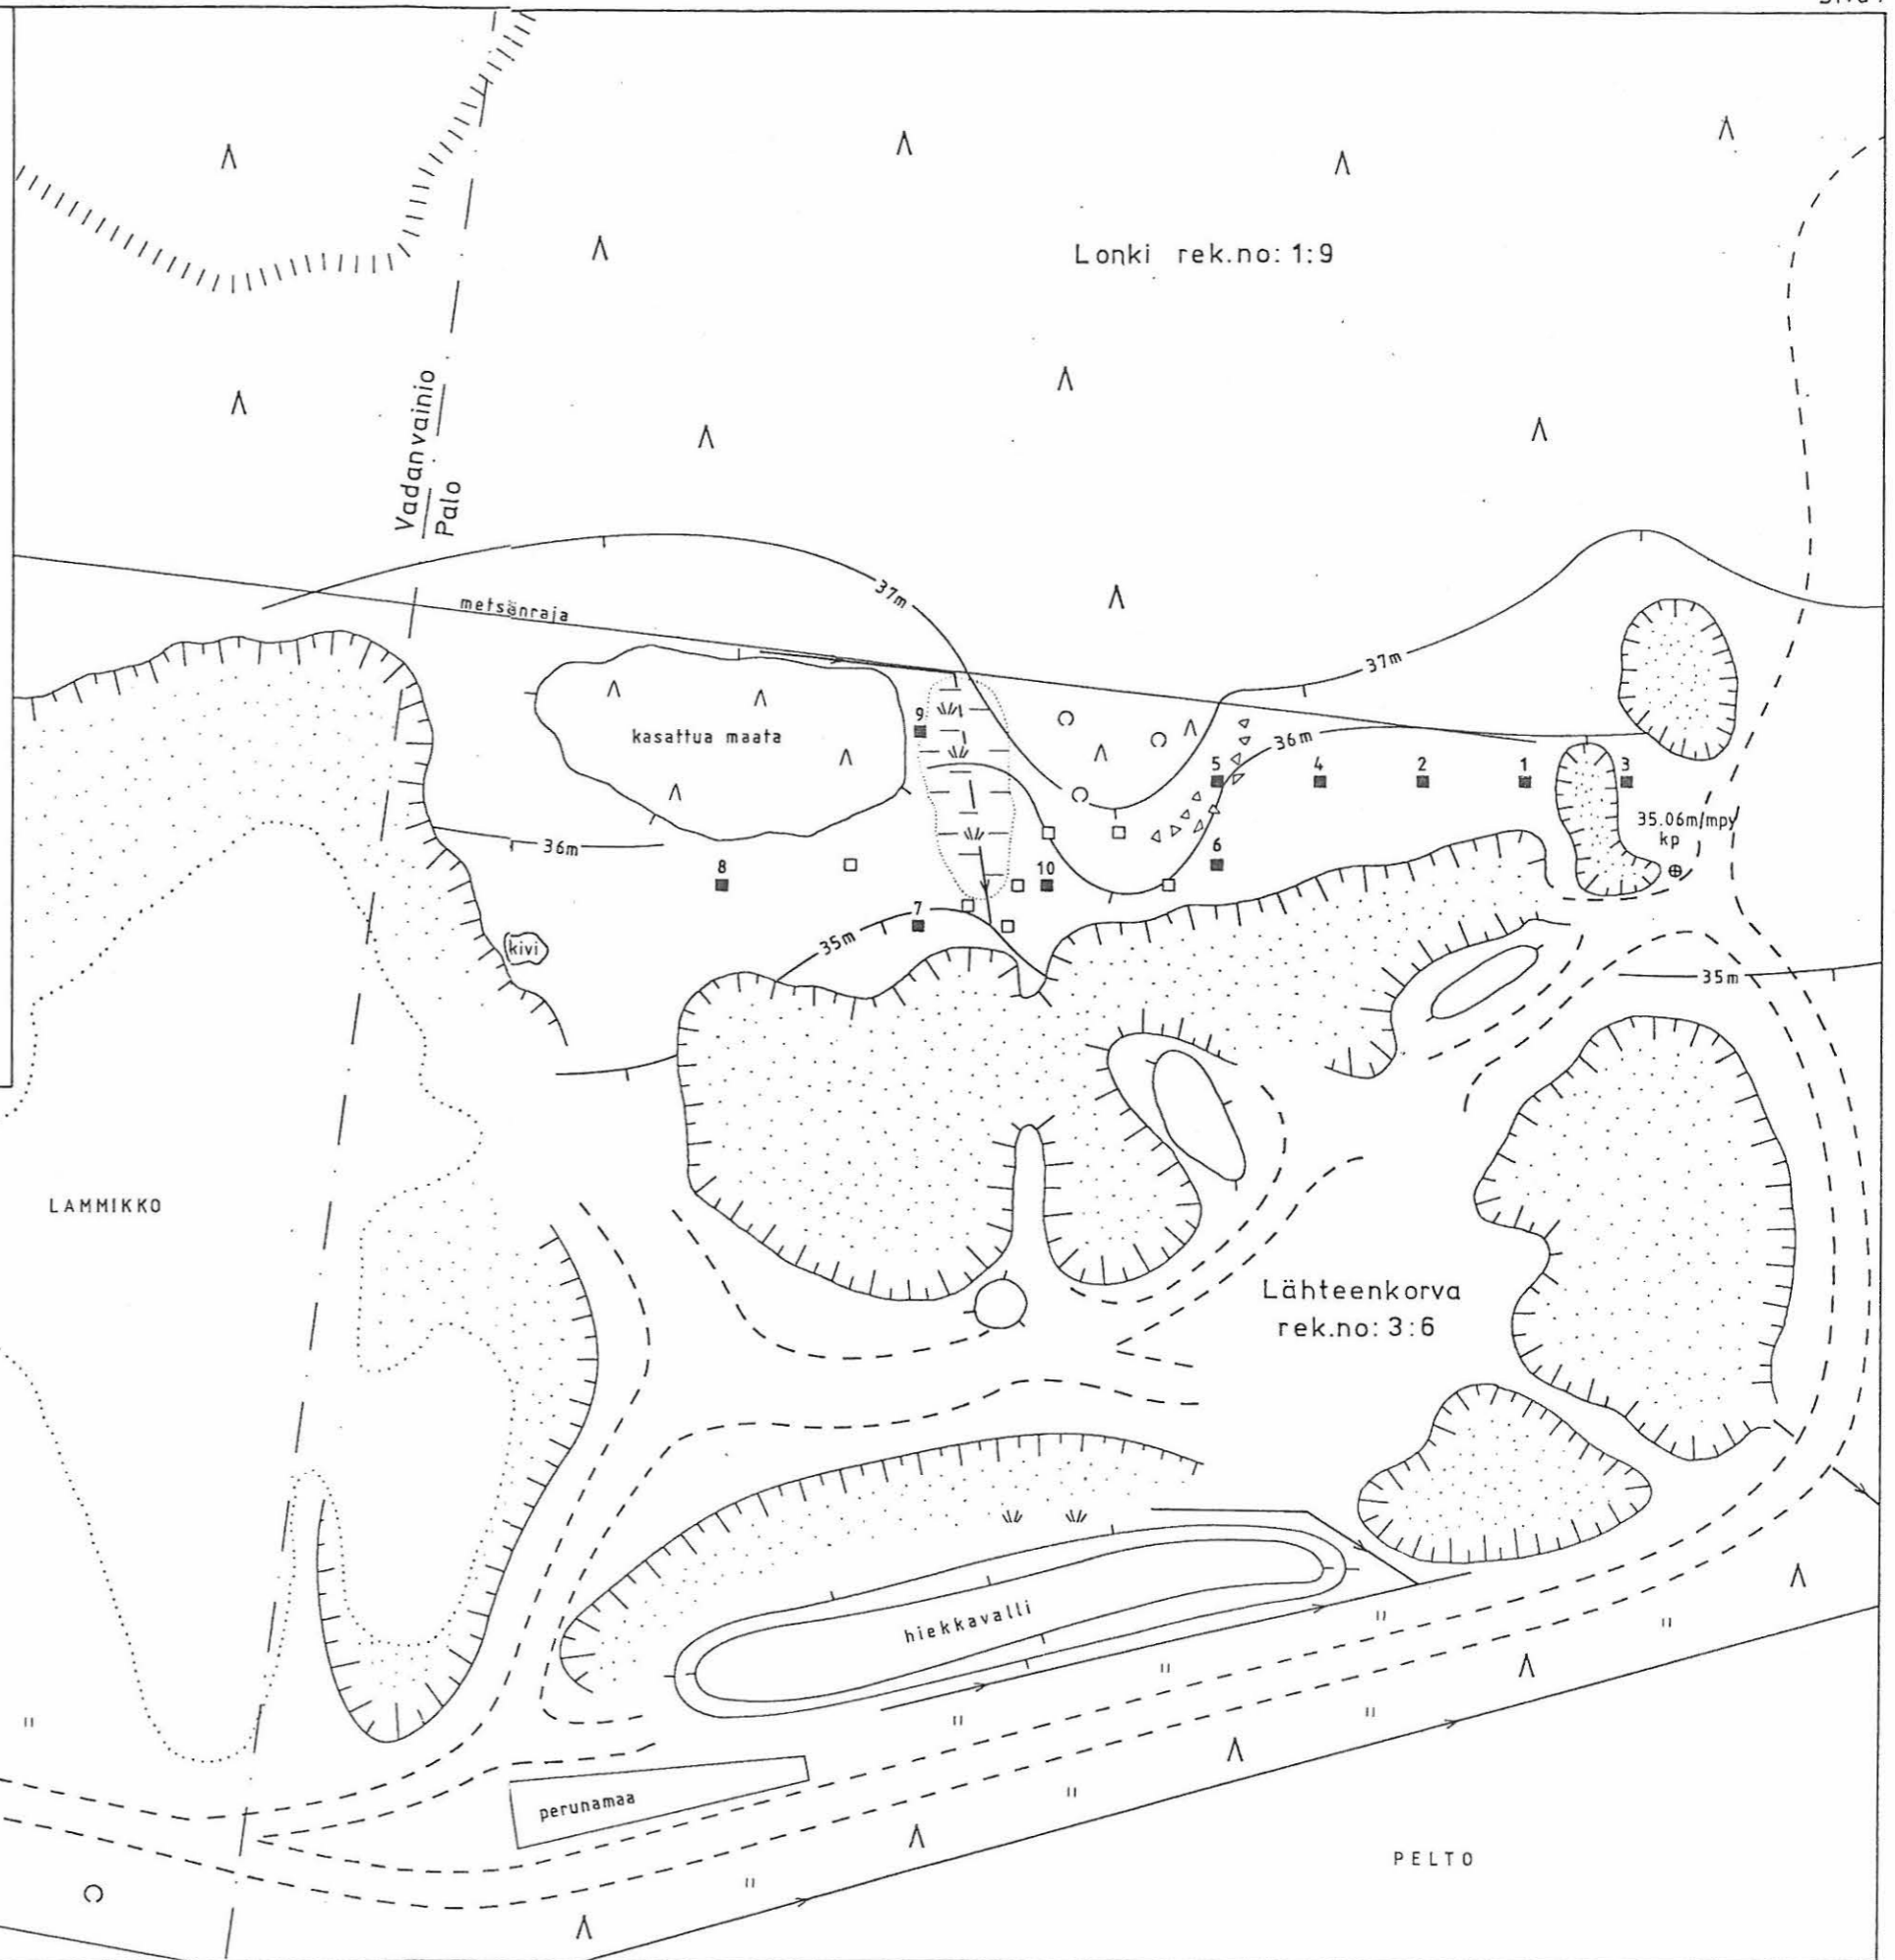 Lonki rek.no: 1:9
Vadanvainio
Palo
37m
metsänraja
37m
9
kasattua maata
36m
5
4
2
1
3
35.06m/mpy
kp
36m
8
10
6
7
35m
kivi
35m
LAMMIKKO
Lähteenkorva
rek.no: 3:6
hiekkavalli
perunamaa
PELTO